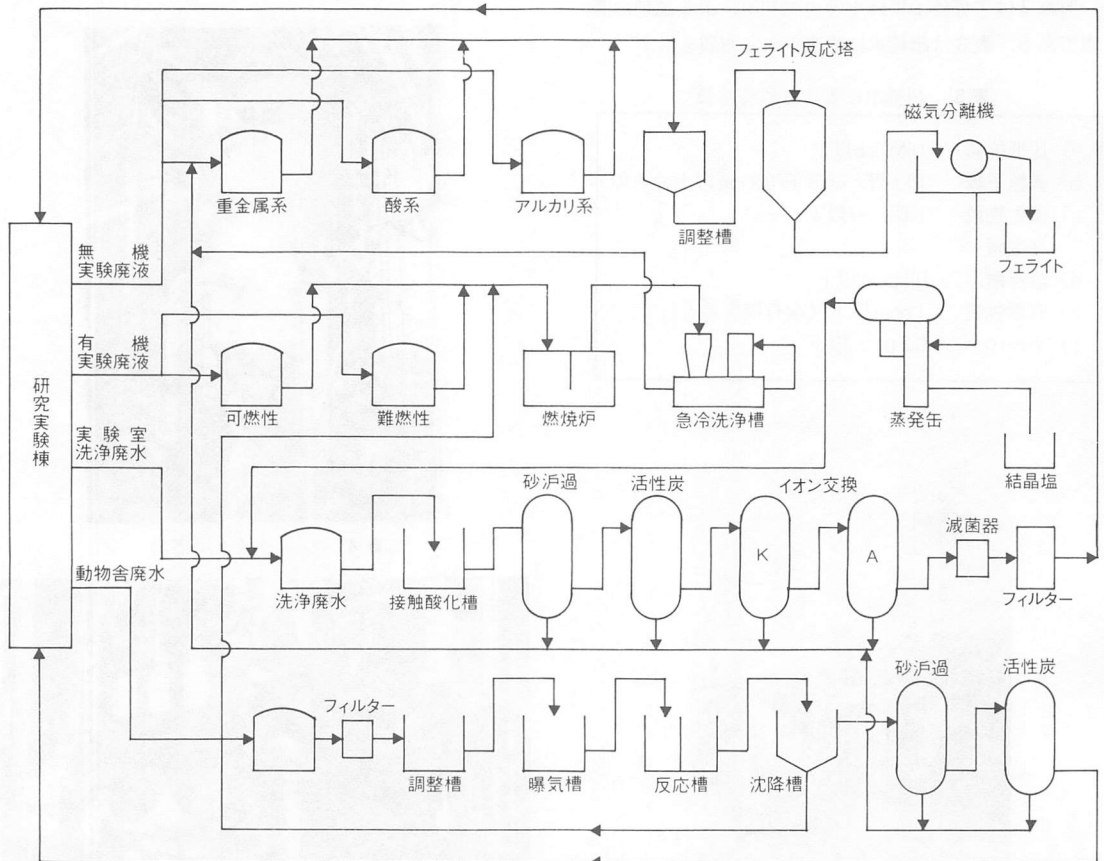 フェライト反応塔
磁気分離機
重金属系
酸系
アルカリ系
調整槽
フェライト
無機
実験廃液
有機
実験廃液
可燃性
難燃性
燃焼炉
急冷洗浄槽
蒸発缶
結晶塩
研究実験棟
実験室
洗浄廃水
砂沪過
活性炭
イオン交換
K
A
滅菌器
フィルター
洗浄廃水
接触酸化槽
動物舎廃水
砂沪過
活性炭
フィルター
調整槽
曝気槽
反応槽
沈降槽